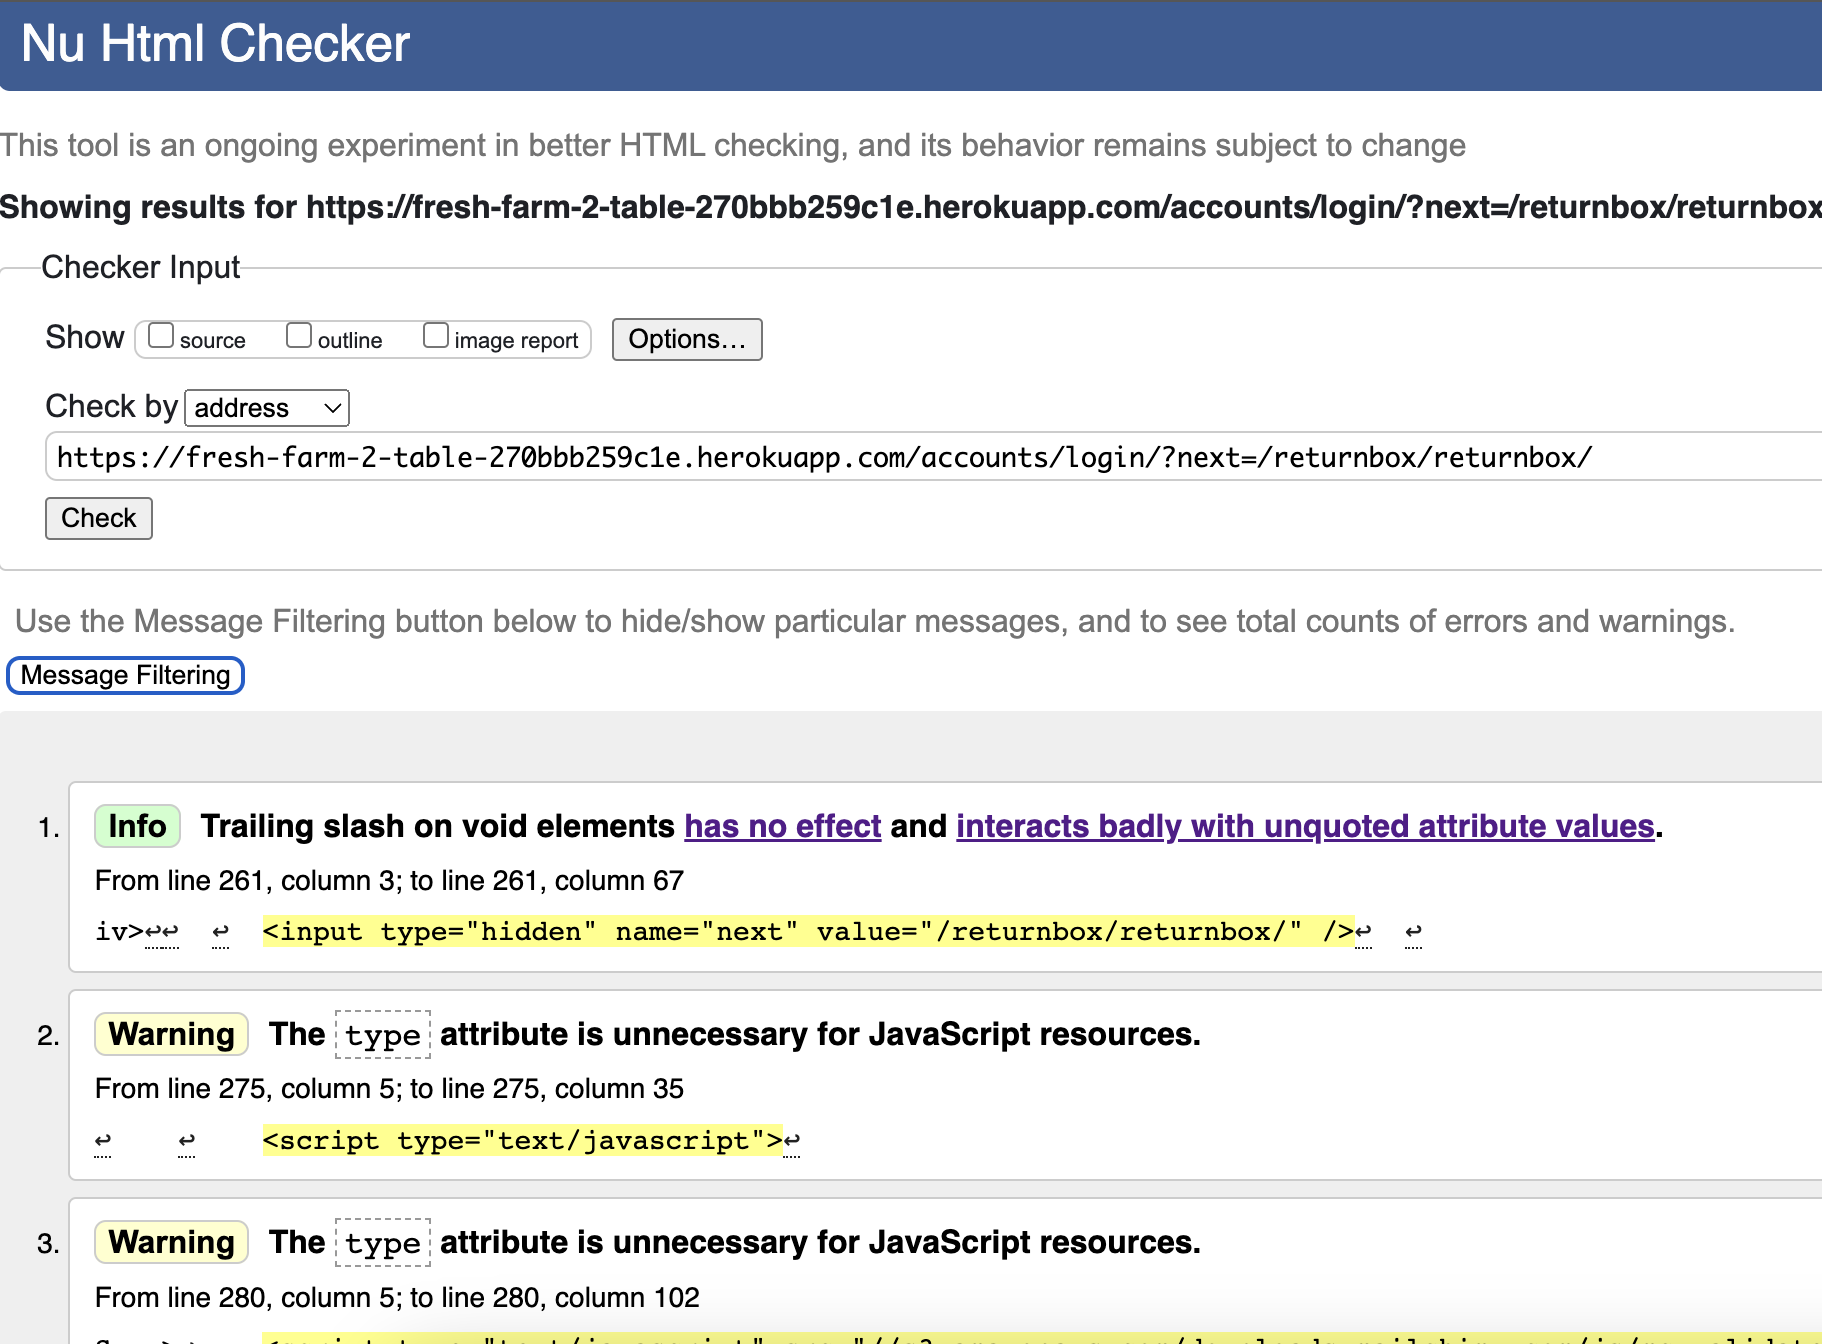 Nu Html Checker
This tool is an ongoing experiment in better HTML checking, and its behavior remains subject to change
Showing results for https://fresh-farm-2-table-270bbb259c1e.herokuapp.com/accounts/login/?next=/returnbox/returnbox
Checker Input
Show source outline image report Options...
Check by address
https://fresh-farm-2-table-270bbb259c1e.herokuapp.com/accounts/login/?next=/returnbox/returnbox/
Check
Use the Message Filtering button below to hide/show particular messages, and to see total counts of errors and warnings.
Message Filtering
1. Info Trailing slash on void elements has no effect and interacts badly with unquoted attribute values.
From line 261, column 3; to line 261, column 67
iv>↩↩ ↩ <input type="hidden" name="next" value="/returnbox/returnbox/" />↩ ↩
2. Warning The type attribute is unnecessary for JavaScript resources.
From line 275, column 5; to line 275, column 35
↩ ↩ <script type="text/javascript">↩
3. Warning The type attribute is unnecessary for JavaScript resources.
From line 280, column 5; to line 280, column 102